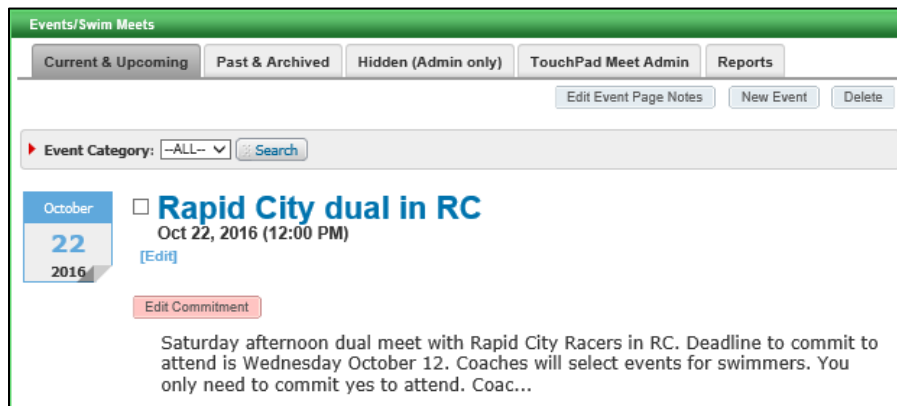 Events/Swim Meets
Current & Upcoming Past & Archived Hidden (Admin only) TouchPad Meet Admin Reports
Edit Event Page Notes New Event Delete
Event Category: --ALL-- Search
October
22
2016
Rapid City dual in RC
Oct 22, 2016 (12:00 PM)
[Edit]
Edit Commitment
Saturday afternoon dual meet with Rapid City Racers in RC. Deadline to commit to
attend is Wednesday October 12. Coaches will select events for swimmers. You
only need to commit yes to attend. Coac...